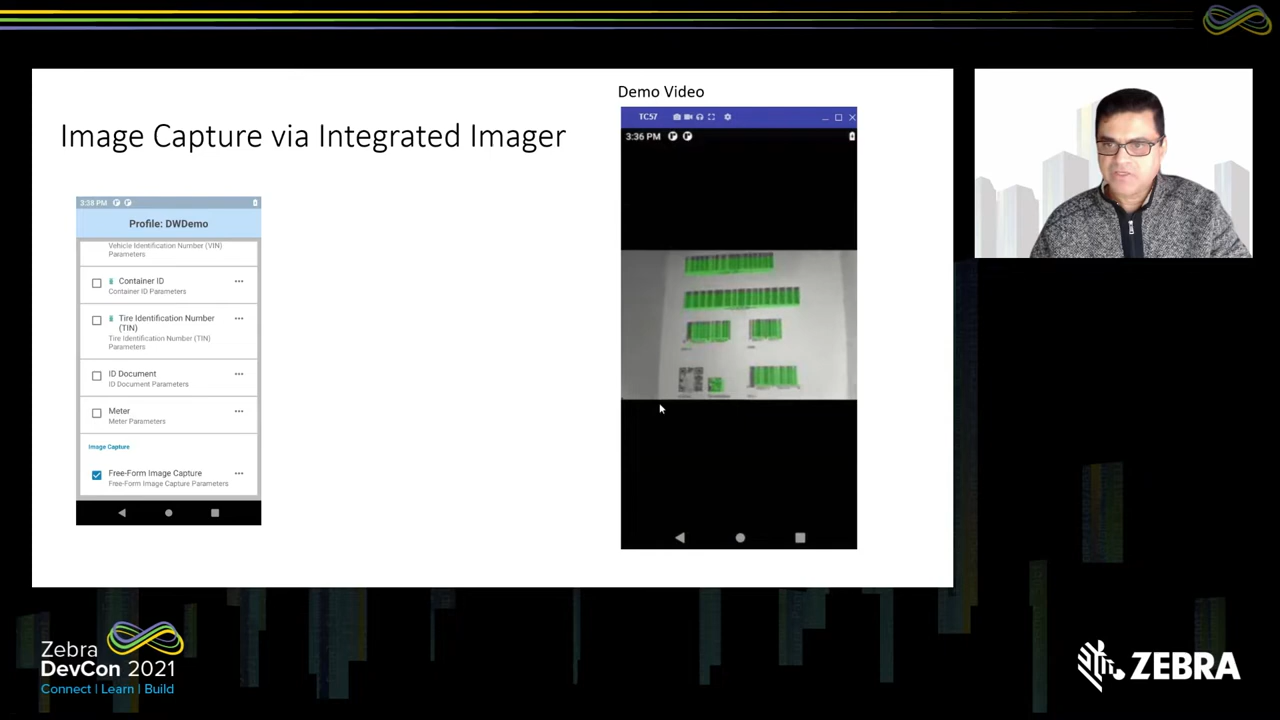 Demo Video
Image Capture via Integrated Imager
TC57
3:36 PM
3:38 PM
Profile: DWDemo
Vehicle Identification Number (VIN)
Parameters
Container ID
Container ID Parameters
Tire Identification Number
(TIN)
Tire Identification Number (TIN)
Parameters
ID Document
ID Document Parameters
Meter
Meter Parameters
Image Capture
Free-Form Image Capture
Free-Form Image Capture Parameters
Zebra
DevCon 2021
Connect | Learn | Build
ZEBRA